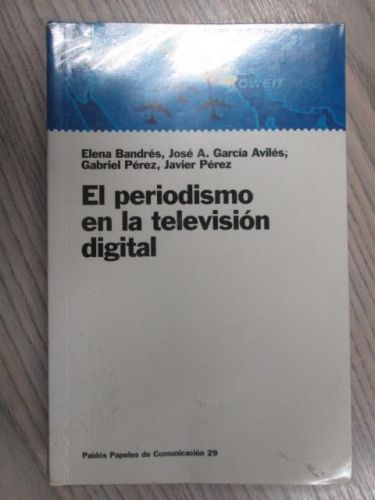 Elena Bandrés, José A. García Avilés,
Gabriel Pérez, Javier Pérez
El periodismo
en la televisión
digital
Paidós Papeles de Comunicación 29